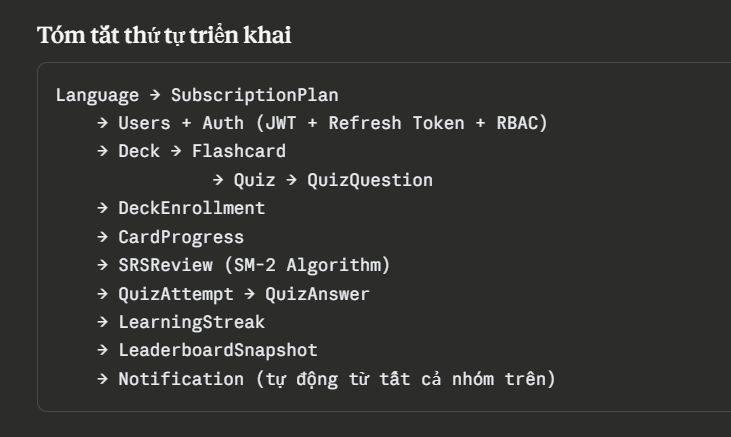 Tóm tắt thứ tự triển khai
Language → SubscriptionPlan
→ Users + Auth (JWT + Refresh Token + RBAC)
→ Deck → Flashcard
→ Quiz → QuizQuestion
→ DeckEnrollment
→ CardProgress
→ SRSReview (SM-2 Algorithm)
→ QuizAttempt → QuizAnswer
→ LearningStreak
→ LeaderboardSnapshot
→ Notification (tự động từ tất cả nhóm trên)